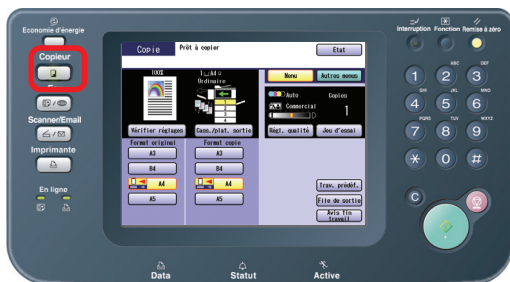 Economie d'énergie
Copieur
Scanner/Email
Imprimante
En ligne
Copie
Prêt à copier
Etat
100%
1 A4
Ordinaire
Menu
Autres menus
Auto
Commercial
Copies
1
1
2
3
4
Vérifier réglages
Cass./plat. sortie
Régl. qualité
Jeu d'essai
Format original
Format copie
A3
A3
B4
B4
A4
A4
A5
A5
Trav. prédéf.
File de sortie
Avis fin
travail
Interruption Fonction Remise à zéro
ABC DEF
1 2 3
GHI JKL MNO
4 5 6
PQRS TUV WXYZ
7 8 9
* 0 #
C
Data
Statut
Active